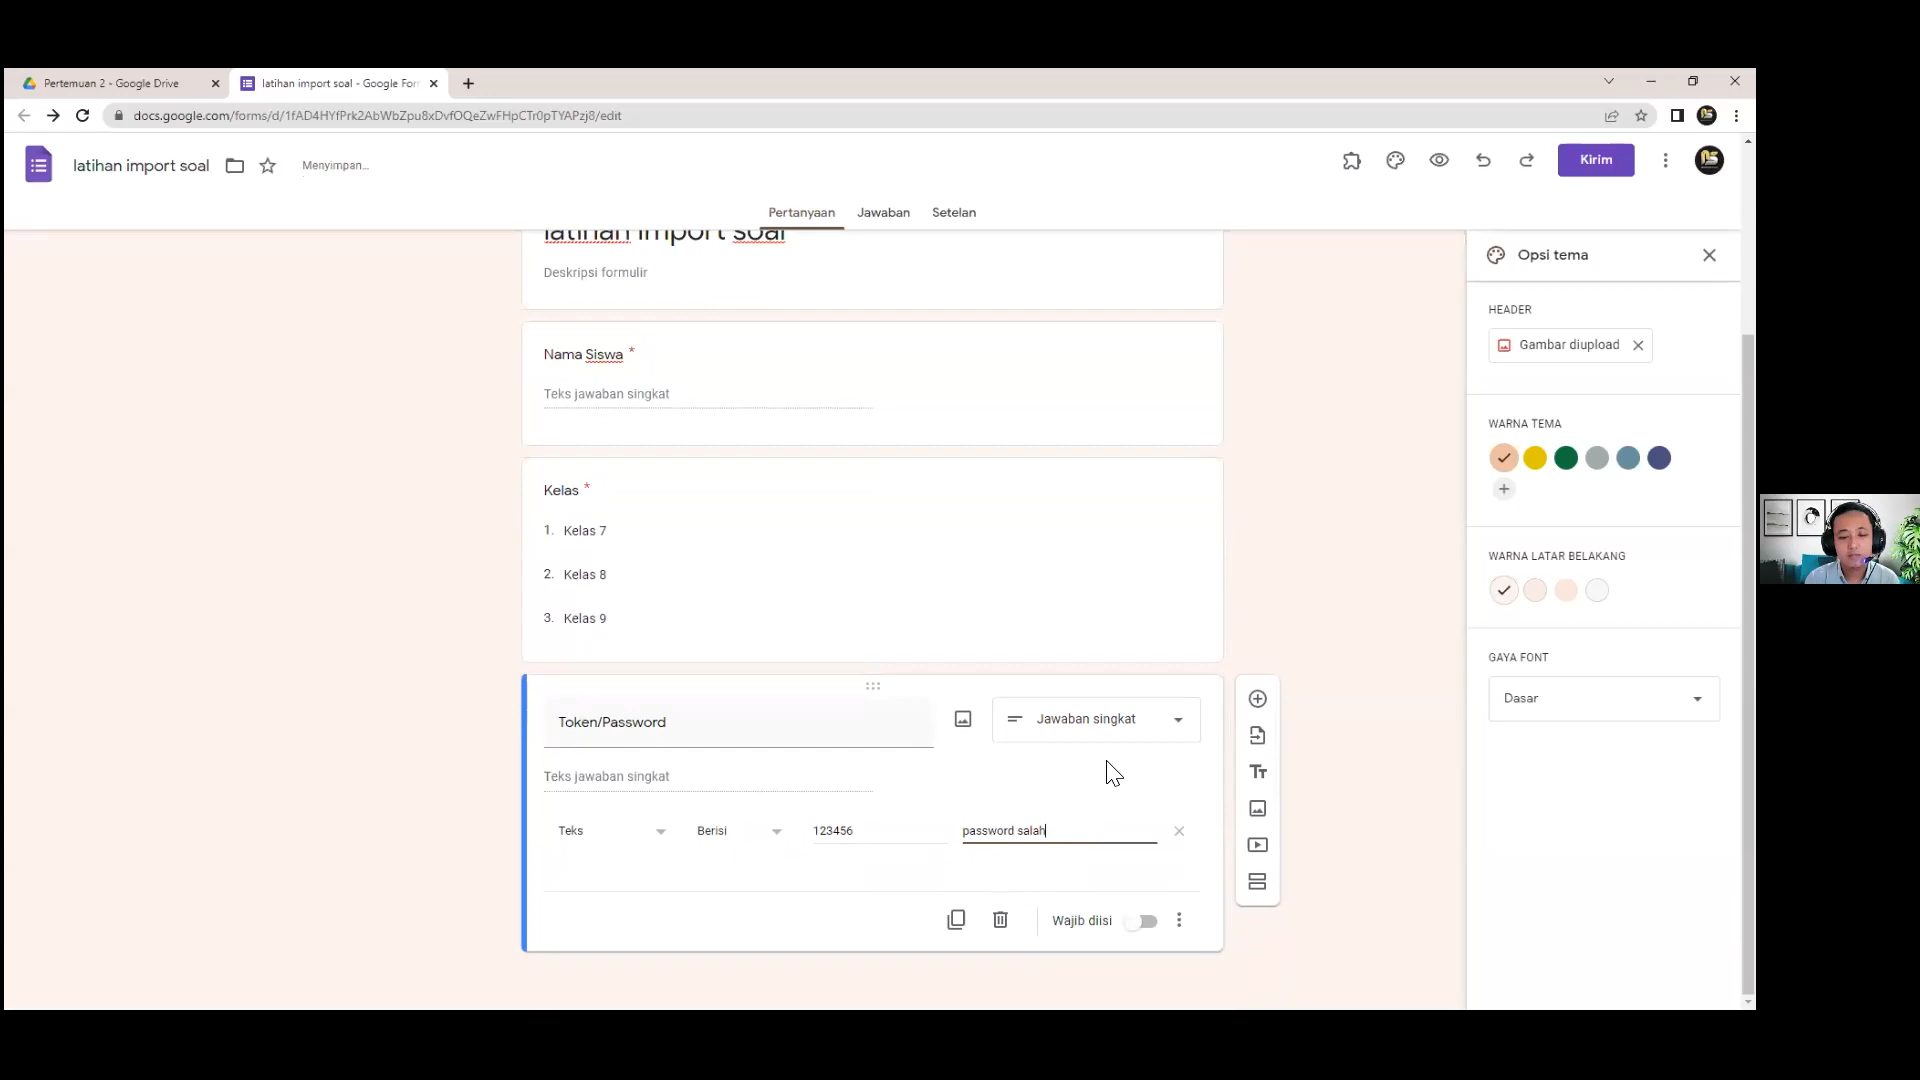 Pertemuan 2 - Google Drive
latihan import soal - Google For
docs.google.com/forms/d/1fAD4HYfPrk2AbWbZpu8xDvfOQeZwFHpCTr0pTYAPzj8/edit
latihan import soal
Menyimpan...
Kirim
Pertanyaan
Jawaban
Setelan
latihan import soal
Deskripsi formulir
Nama Siswa *
Teks jawaban singkat
Kelas *
1. Kelas 7
2. Kelas 8
3. Kelas 9
Token/Password
Jawaban singkat
Teks jawaban singkat
Teks
Berisi
123456
password salah
Wajib diisi
Opsi tema
HEADER
Gambar diupload
WARNA TEMA
WARNA LATAR BELAKANG
GAYA FONT
Dasar